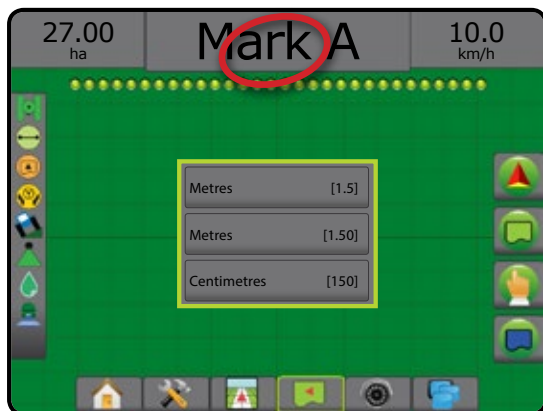 27.00
ha
Mark A
10.0
km/h
Metres [1.5]
Metres [1.50]
Centimetres [150]